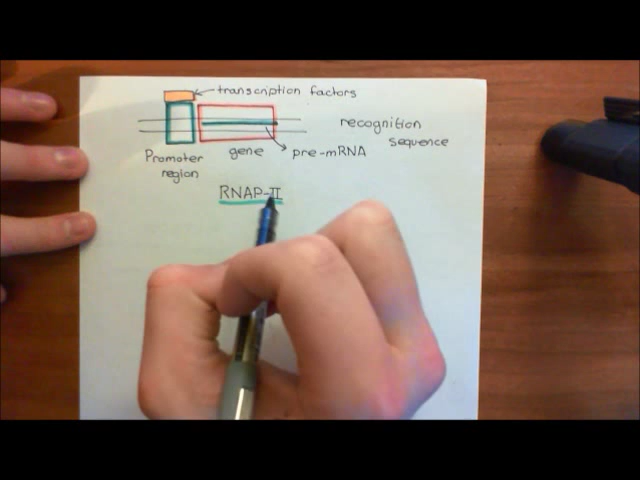 transcription factors
recognition
sequence
Promoter
region
gene
pre-mRNA
RNAP-II